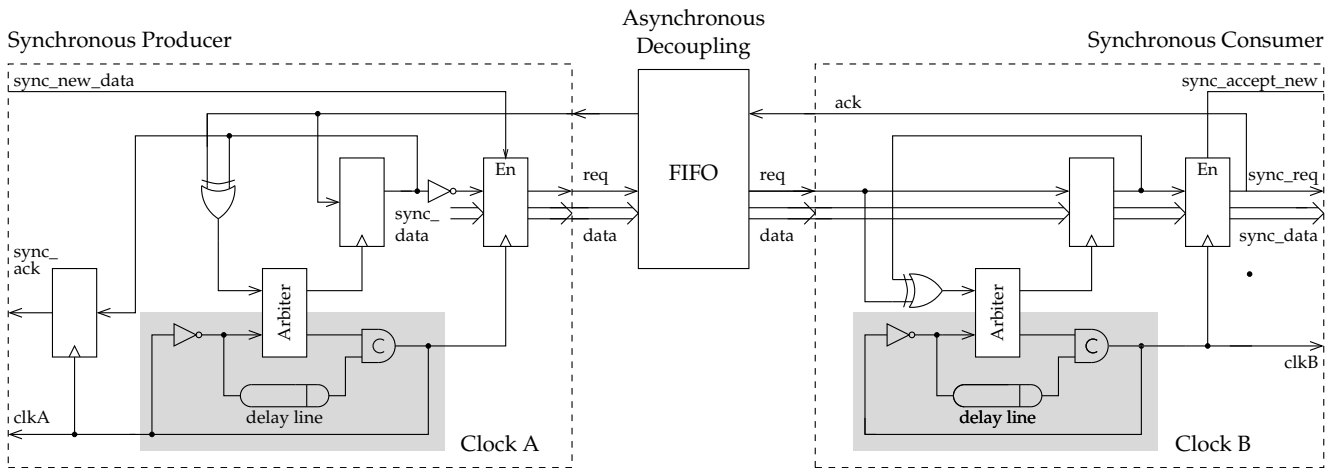 Asynchronous
Decoupling
Synchronous Producer
Synchronous Consumer
sync_new_data
sync_accept_new
ack
En
En
FIFO
req
req
sync_req
sync_
data
data
data
sync_data
sync_
ack
Arbiter
Arbiter
C
C
clkB
delay line
delay line
clkA
Clock A
Clock B